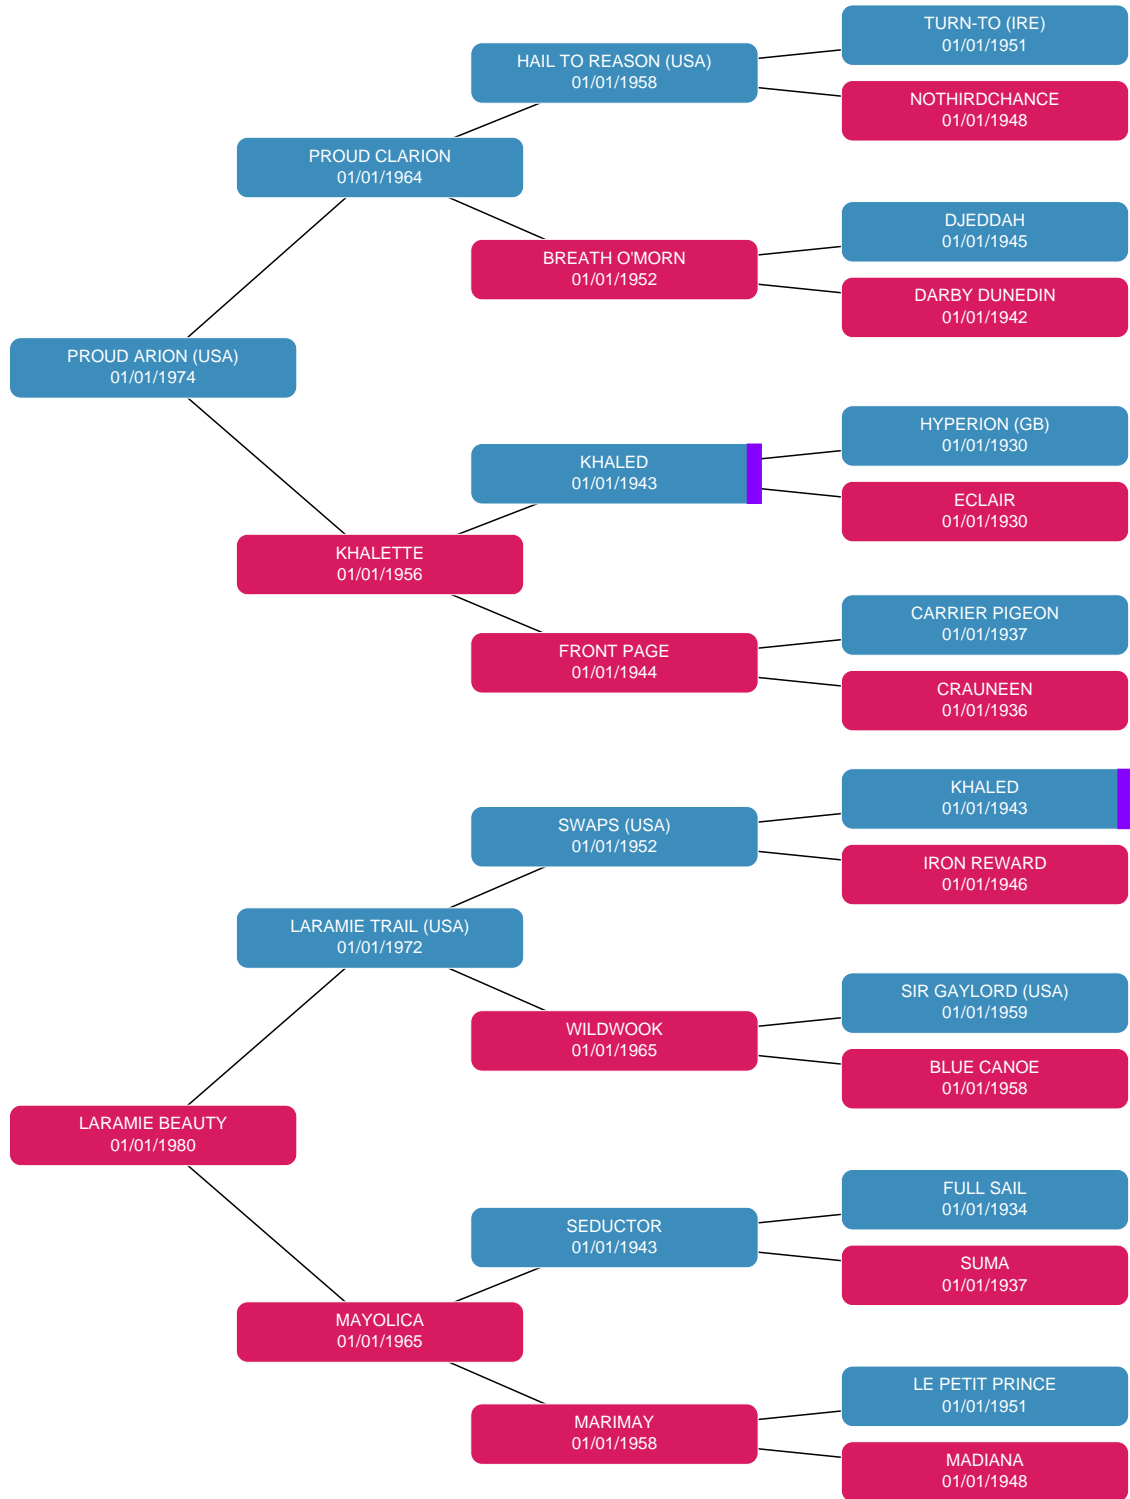 TURN-TO (IRE)
01/01/1951
HAIL TO REASON (USA)
01/01/1958
NOTHIRDCHANCE
01/01/1948
PROUD CLARION
01/01/1964
DJEDDAH
01/01/1945
BREATH O'MORN
01/01/1952
DARBY DUNEDIN
01/01/1942
PROUD ARION (USA)
01/01/1974
HYPERION (GB)
01/01/1930
KHALED
01/01/1943
ECLAIR
01/01/1930
KHALETTE
01/01/1956
CARRIER PIGEON
01/01/1937
FRONT PAGE
01/01/1944
CRAUNEEN
01/01/1936
KHALED
01/01/1943
SWAPS (USA)
01/01/1952
IRON REWARD
01/01/1946
LARAMIE TRAIL (USA)
01/01/1972
SIR GAYLORD (USA)
01/01/1959
WILDWOOK
01/01/1965
BLUE CANOE
01/01/1958
LARAMIE BEAUTY
01/01/1980
FULL SAIL
01/01/1934
SEDUCTOR
01/01/1943
SUMA
01/01/1937
MAYOLICA
01/01/1965
LE PETIT PRINCE
01/01/1951
MARIMAY
01/01/1958
MADIANA
01/01/1948